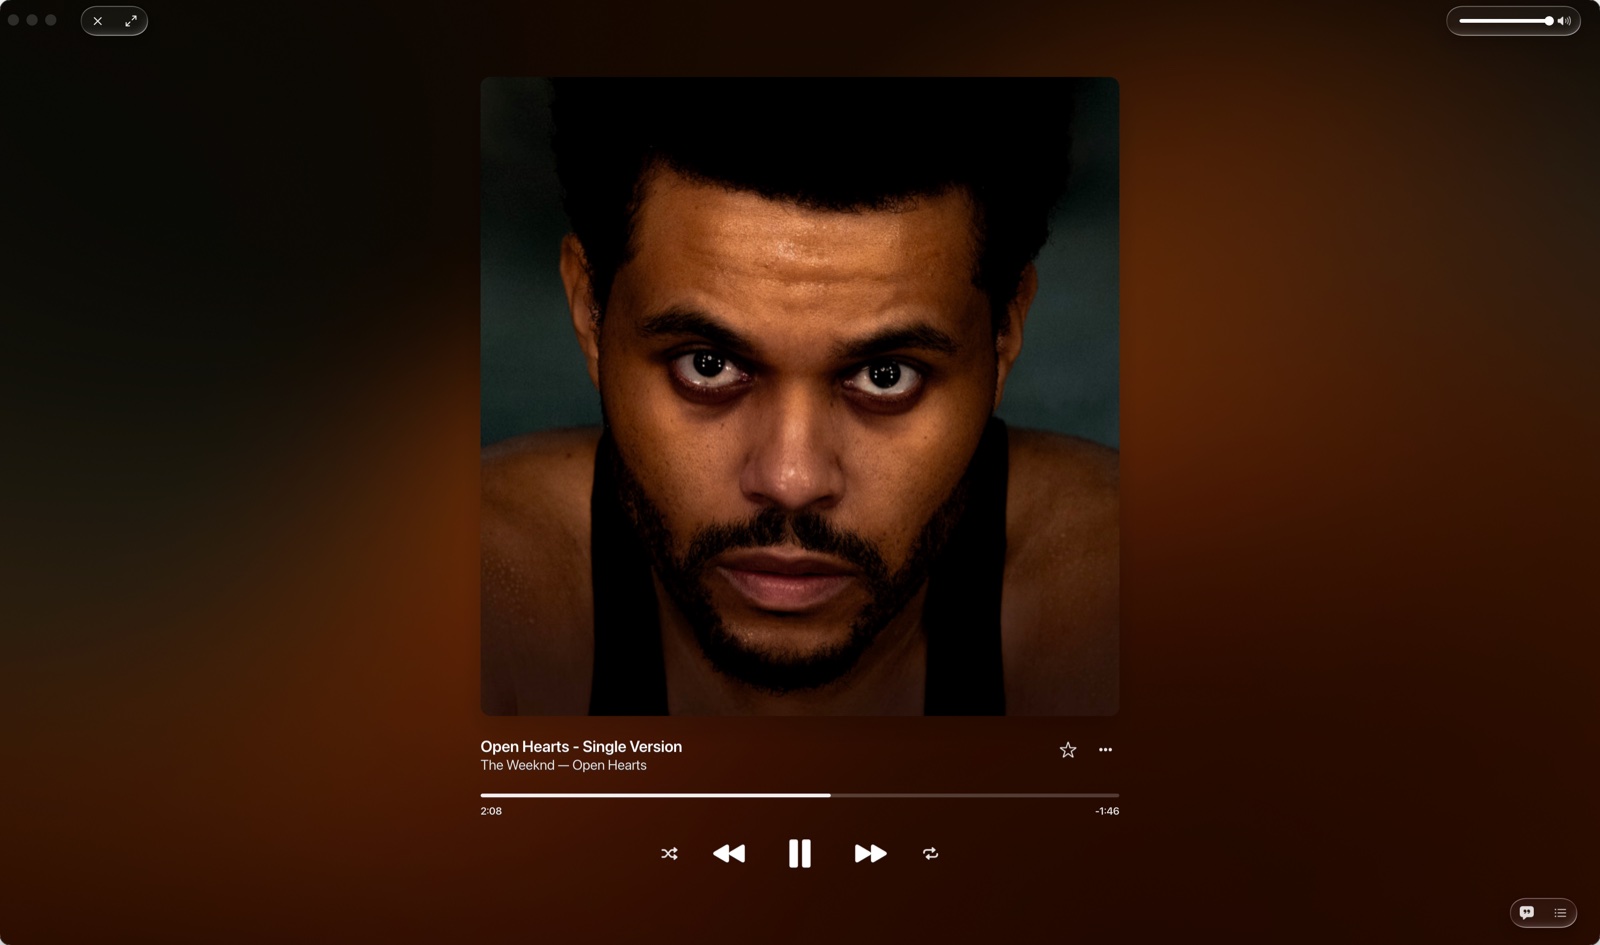 Open Hearts - Single Version
The Weeknd — Open Hearts
2:08
-1:46